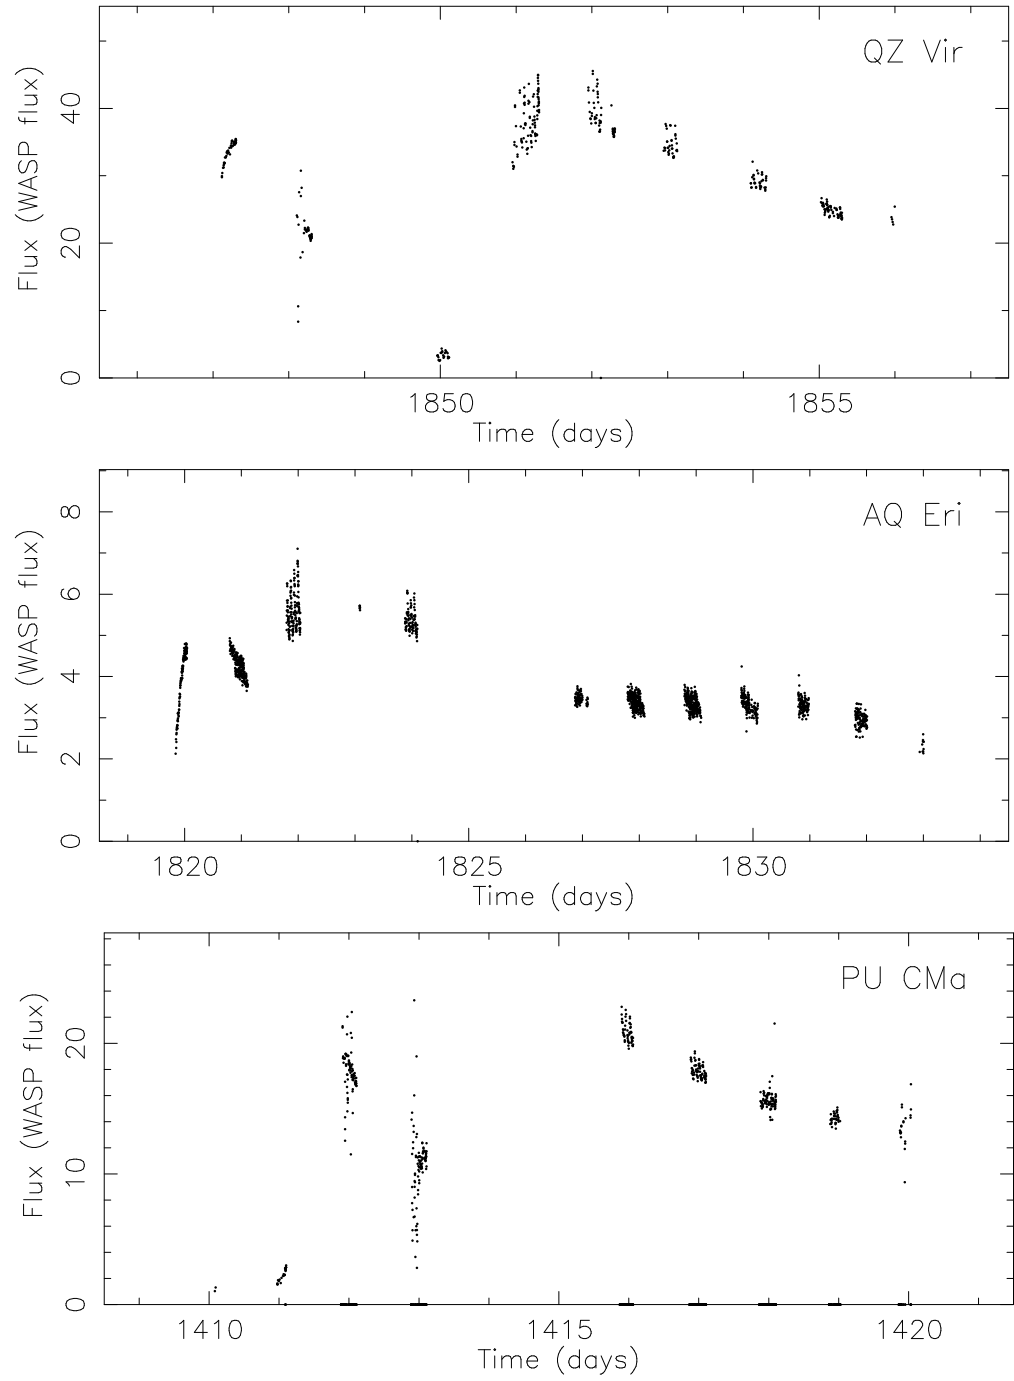 QZ Vir
Flux (WASP flux)
40
20
0
1850 1855
Time (days)
AQ Eri
Flux (WASP flux)
8
6
4
2
0
1820 1825 1830
Time (days)
PU CMa
Flux (WASP flux)
20
10
0
1410 1415 1420
Time (days)